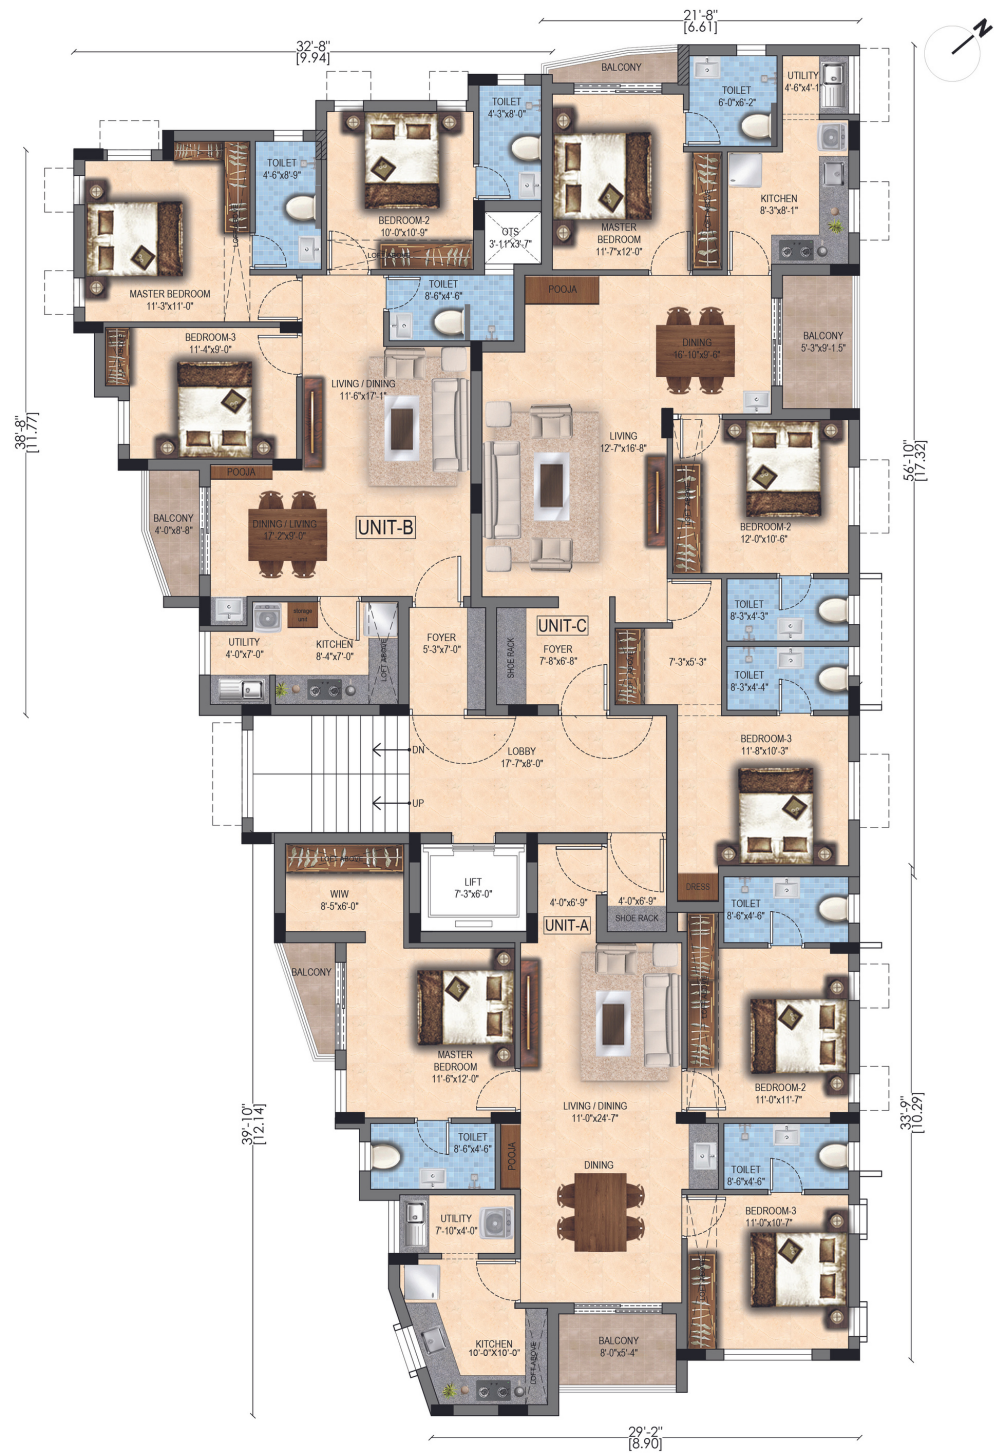 21'-8"
[6.61]
N
32'-8"
[9.94]
BALCONY
TOILET
6'-0"x6'-2"
UTILITY
4'-6"x4'-1"
TOILET
4'-3"x8'-0"
TOILET
4'-6"x8'-9"
BEDROOM-2
10'-0"x10'-9"
LOFT ABOVE
OTS
3'-11"x3'-7"
MASTER
BEDROOM
11'-7"x12'-0"
KITCHEN
8'-3"x8'-1"
MASTER BEDROOM
11'-3"x11'-0"
TOILET
8'-6"x4'-6"
POOJA
BEDROOM-3
11'-4"x9'-0"
DINING
16'-10"x9'-6"
BALCONY
5'-3"x9'-1.5"
LIVING / DINING
11'-6"x17'-1"
38'-8"
[11.77]
LIVING
12'-7"x16'-8"
56'-10"
[17.32]
POOJA
BALCONY
4'-0"x8'-8"
DINING / LIVING
17'-2"x9'-0"
UNIT-B
BEDROOM-2
12'-0"x10'-6"
storage
unit
UTILITY
4'-0"x7'-0"
KITCHEN
8'-4"x7'-0"
LOFT ABOVE
FOYER
5'-3"x7'-0"
SHOE RACK
UNIT-C
FOYER
7'-8"x6'-8"
7'-3"x5'-3"
TOILET
8'-3"x4'-3"
TOILET
8'-3"x4'-4"
DN
UP
LOBBY
17'-7"x8'-0"
BEDROOM-3
11'-8"x10'-3"
LOFT ABOVE
WIW
8'-5"x6'-0"
LIFT
7'-3"x6'-0"
4'-0"x6'-9"
4'-0"x6'-9"
SHOE RACK
UNIT-A
DRESS
TOILET
8'-6"x4'-6"
BALCONY
MASTER
BEDROOM
11'-6"x12'-0"
BEDROOM-2
11'-0"x11'-7"
LIVING / DINING
11'-0"x24'-7"
39'-10"
[12.14]
33'-9"
[10.29]
TOILET
8'-6"x4'-6"
POOJA
DINING
TOILET
8'-6"x4'-6"
UTILITY
7'-10"x4'-0"
BEDROOM-3
11'-0"x10'-7"
KITCHEN
10'-0"X10'-0"
LOFT ABOVE
BALCONY
8'-0"x5'-4"
29'-2"
[8.90]